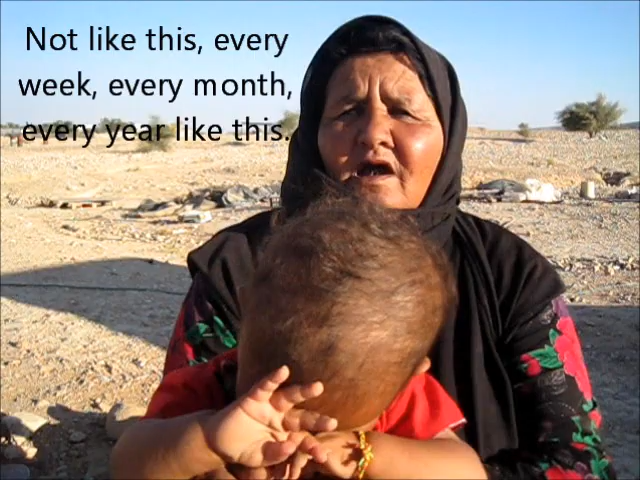 Not like this, every
week, every month,
every year like this.